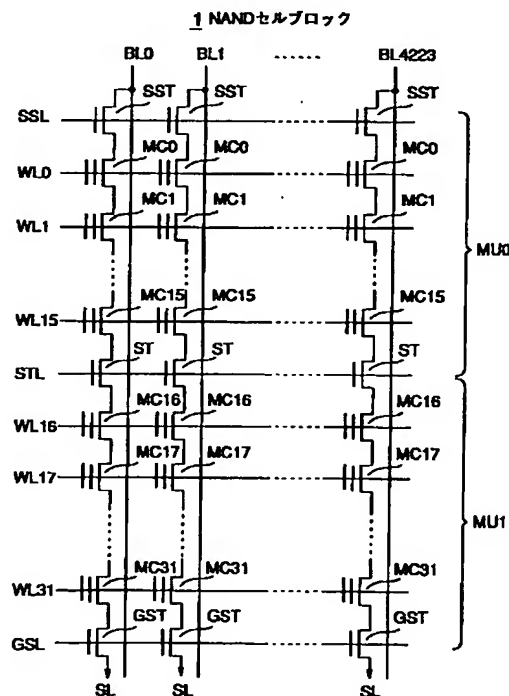 1 NANDセルブロック
BL0 BL1 ...... BL4223
SST SST SST
SSL
MC0 MC0 MC0
WL0
MC1 MC1 MC1
WL1
MU0
MC15 MC15 MC15
WL15
ST ST ST
STL
MC16 MC16 MC16
WL16
MC17 MC17 MC17
WL17
MU1
MC31 MC31 MC31
WL31
GST GST GST
GSL
SL SL SL